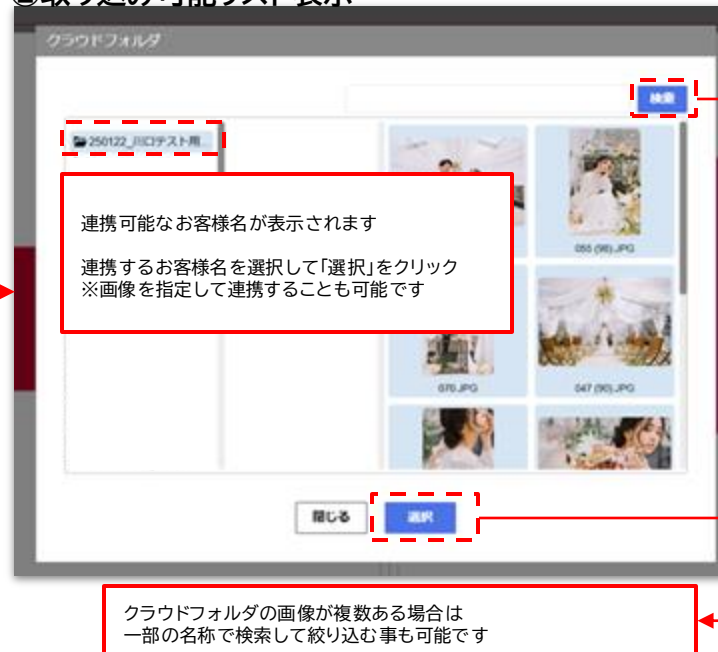 取り込み可能リスト表示
クラウドフォルダ
検索
250122_川口テスト用
連携可能なお客様名が表示されます
連携するお客様名を選択して「選択」をクリック
※画像を指定して連携することも可能です
055 (98).JPG
070.JPG
047 (90).JPG
閉じる
選択
クラウドフォルダの画像が複数ある場合は
一部の名称で検索して絞り込む事も可能です